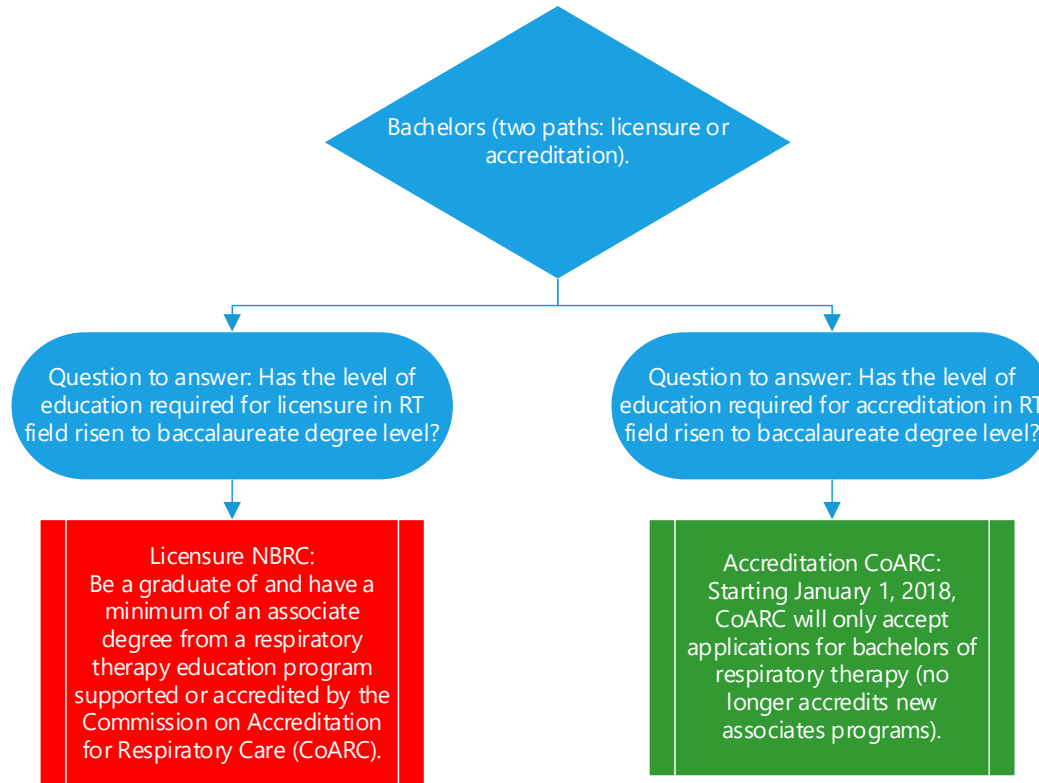 Bachelors (two paths: licensure or
accreditation).
Question to answer: Has the level of
education required for licensure in RT
field risen to baccalaureate degree level?
Question to answer: Has the level of
education required for accreditation in RT
field risen to baccalaureate degree level?
Licensure NBRC:
Be a graduate of and have a
minimum of an associate
degree from a respiratory
therapy education program
supported or accredited by the
Commission on Accreditation
for Respiratory Care (CoARC).
Accreditation CoARC:
Starting January 1, 2018,
CoARC will only accept
applications for bachelors of
respiratory therapy (no
longer accredits new
associates programs).